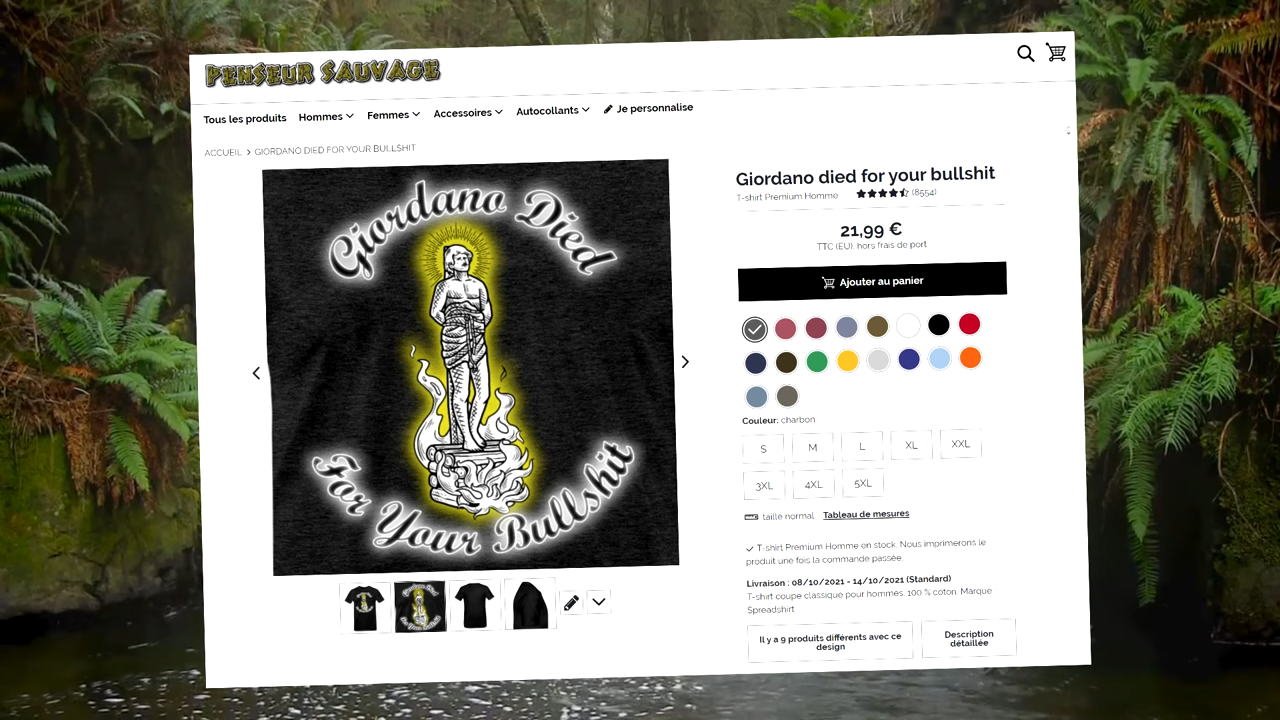 PENSEUR SAUVAGE
Tous les produits Hommes Femmes Accessoires Autocollants Je personnalise
ACCUEIL > GIORDANO DIED FOR YOUR BULLSHIT
Giordano Died
For Your Bullshit
Giordano died for your bullshit
T-shirt Premium Homme (8554)
21,99 €
TTC (EU), hors frais de port
Ajouter au panier
Couleur: charbon
S M L XL XXL
3XL 4XL 5XL
taille normal Tableau de mesures
T-shirt Premium Homme en stock. Nous imprimerons le
produit une fois la commande passée.
Livraison : 08/10/2021 - 14/10/2021 (Standard)
T-shirt coupe classique pour hommes, 100 % coton, Marque
Spreadshirt
Il y a 9 produits différents avec ce
design
Description
détaillée